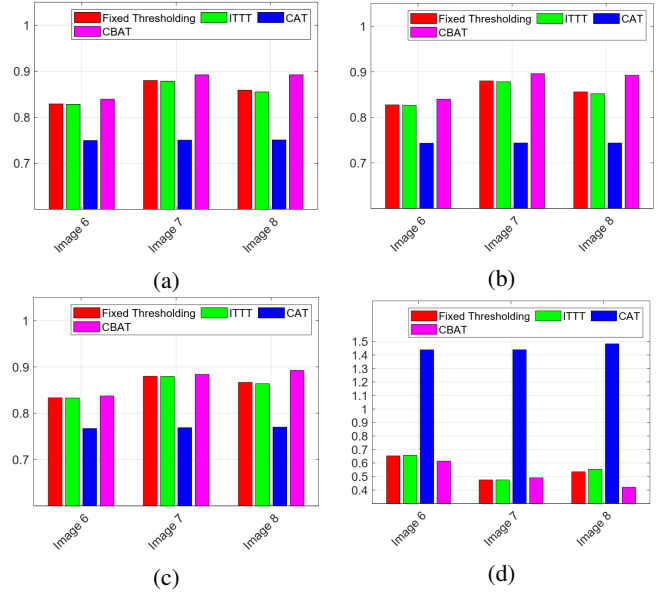 Fixed Thresholding ITTT CAT
CBAT
1
0.9
0.8
0.7
Image 6
Image 7
Image 8
(a)
Fixed Thresholding ITTT CAT
CBAT
1
0.9
0.8
0.7
Image 6
Image 7
Image 8
(b)
Fixed Thresholding ITTT CAT
CBAT
1
0.9
0.8
0.7
Image 6
Image 7
Image 8
(c)
Fixed Thresholding ITTT CAT
CBAT
1.5
1.4
1.3
1.2
1.1
1
0.9
0.8
0.7
0.6
0.5
0.4
Image 6
Image 7
Image 8
(d)